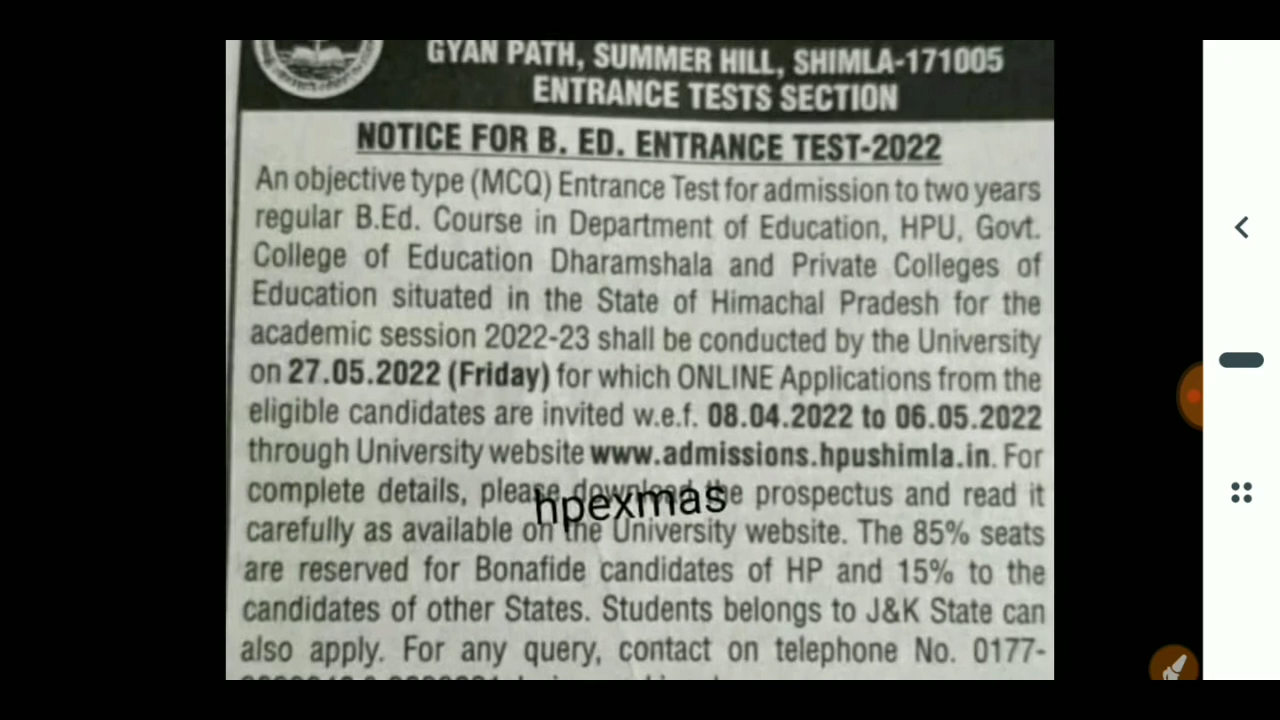 GYAN PATH, SUMMER HILL, SHIMLA-171005
ENTRANCE TESTS SECTION
NOTICE FOR B. ED. ENTRANCE TEST-2022
An objective type (MCQ) Entrance Test for admission to two years
regular B.Ed. Course in Department of Education, HPU, Govt.
College of Education Dharamshala and Private Colleges of
Education situated in the State of Himachal Pradesh for the
academic session 2022-23 shall be conducted by the University
on 27.05.2022 (Friday) for which ONLINE Applications from the
eligible candidates are invited w.e.f. 08.04.2022 to 06.05.2022
through University website www.admissions.hpushimla.in. For
complete details, please download the prospectus and read it
hpexmas
carefully as available on the University website. The 85% seats
are reserved for Bonafide candidates of HP and 15% to the
candidates of other States. Students belongs to J&K State can
also apply. For any query, contact on telephone No. 0177-